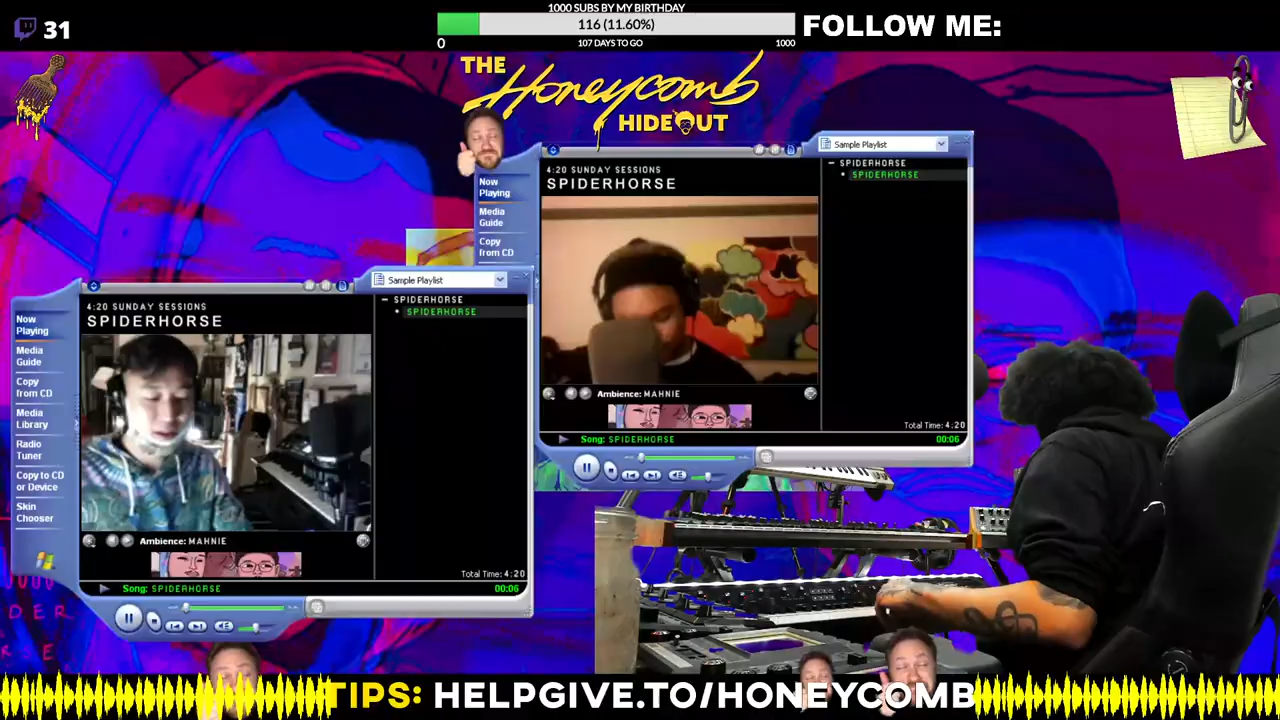 31
1000 SUBS BY MY BIRTHDAY
116 (11.60%)
0
107 DAYS TO GO
1000
FOLLOW ME:
THE
Honeycomb
HIDEOUT
Sample Playlist
4:20 SUNDAY SESSIONS
SPIDERHORSE
SPIDERHORSE
SPIDERHORSE
Now
Playing
Media
Guide
Copy
from CD
Ambience: MAHNIE
Total Time: 4:20
Song: SPIDERHORSE
00:06
Sample Playlist
4:20 SUNDAY SESSIONS
SPIDERHORSE
SPIDERHORSE
SPIDERHORSE
Now
Playing
Media
Guide
Copy
from CD
Media
Library
Radio
Tuner
Copy to CD
or Device
Skin
Chooser
Ambience: MAHNIE
Total Time: 4:20
Song: SPIDERHORSE
00:06
TIPS: HELPGIVE.TO/HONEYCOMB